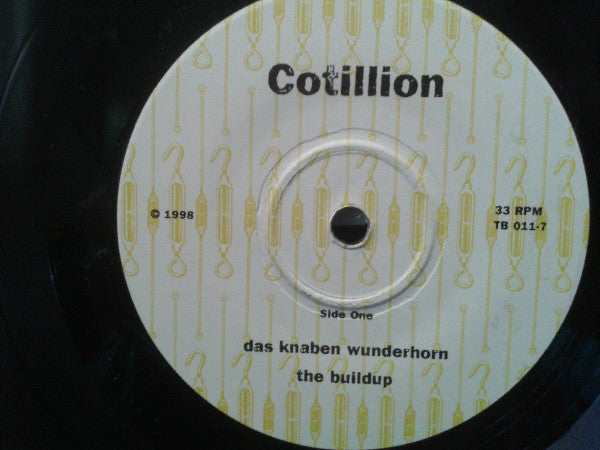 Cotillion
© 1998
33 RPM
TB 011-7
Side One
das knaben wunderhorn
the buildup